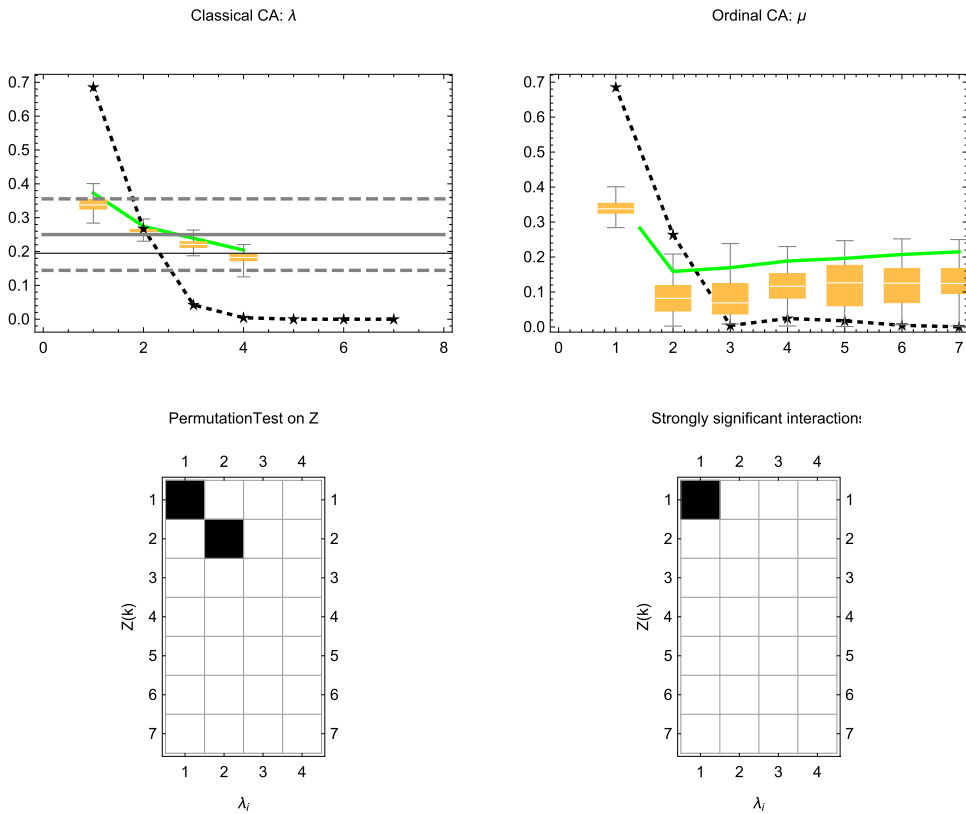 Classical CA: λ
Ordinal CA: μ
0.7
0.6
0.5
0.4
0.3
0.2
0.1
0.0
0 2 4 6 8
0.7
0.6
0.5
0.4
0.3
0.2
0.1
0.0
0 1 2 3 4 5 6 7
PermutationTest on Z
1 2 3 4
1 1
2 2
3 3
4 4
5 5
6 6
7 7
Z(k)
1 2 3 4
λi
Strongly significant interactions
1 2 3 4
1 1
2 2
3 3
4 4
5 5
6 6
7 7
Z(k)
1 2 3 4
λi